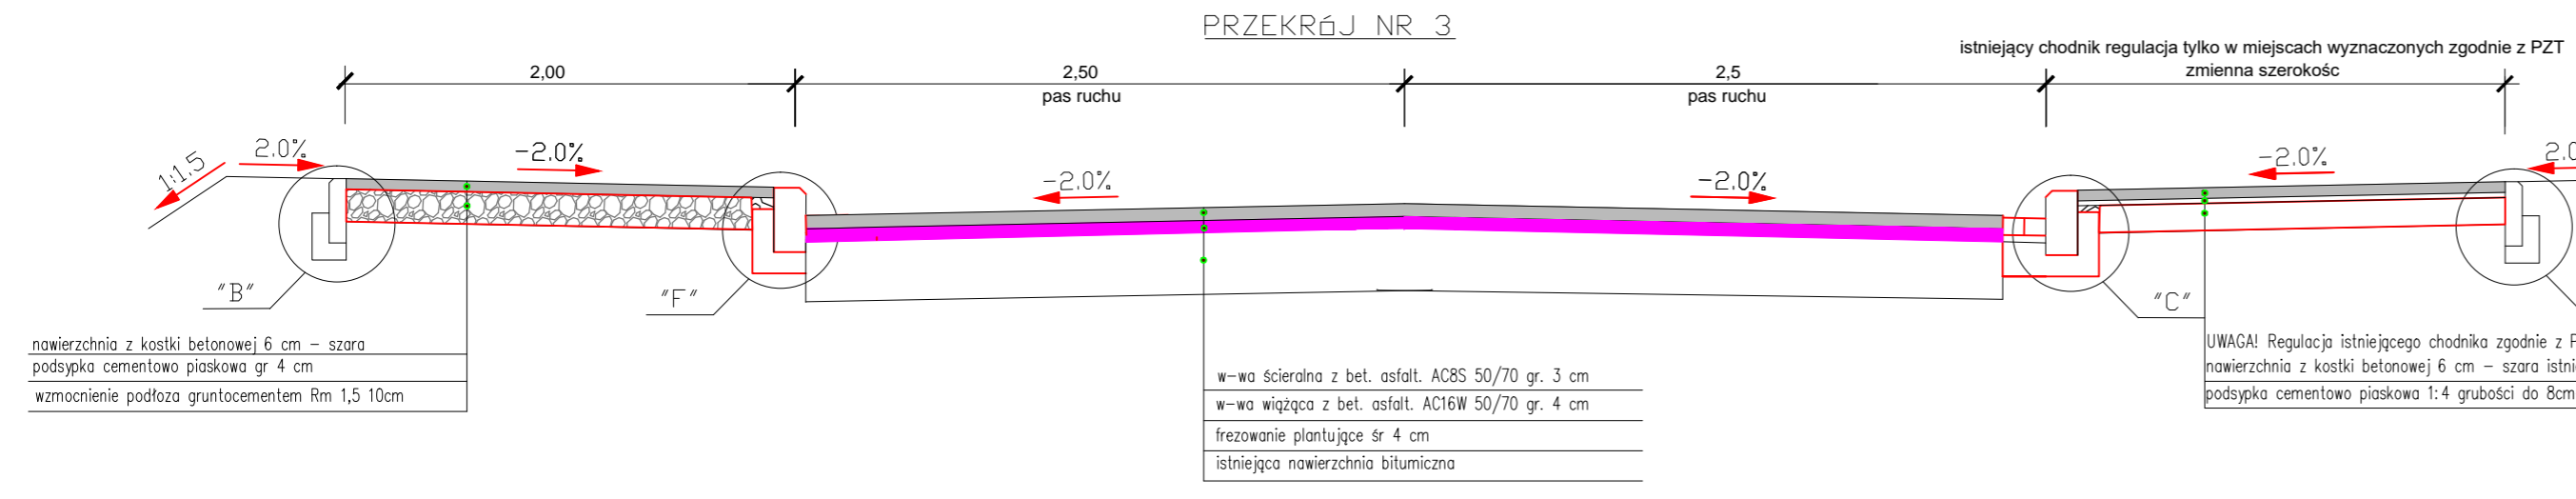 PRZEKRÓJ NR 3
istniejący chodnik regulacja tylko w miejscach wyznaczonych zgodnie z PZT
zmienna szerokośc
2,00
2,50
pas ruchu
2,5
pas ruchu
1:1.5
2.0%
-2.0%
-2.0%
-2.0%
-2.0%
2.0
"B"
"F"
"C"
nawierzchnia z kostki betonowej 6 cm – szara
podsypka cementowo piaskowa gr 4 cm
wzmocnienie podłoza gruntocementem Rm 1,5 10cm
w–wa ścieralna z bet. asfalt. AC8S 50/70 gr. 3 cm
w–wa wiążąca z bet. asfalt. AC16W 50/70 gr. 4 cm
frezowanie plantujące śr 4 cm
istniejąca nawierzchnia bitumiczna
UWAGA! Regulacja istniejącego chodnika zgodnie z P
nawierzchnia z kostki betonowej 6 cm – szara istnie
podsypka cementowo piaskowa 1:4 grubości do 8cm